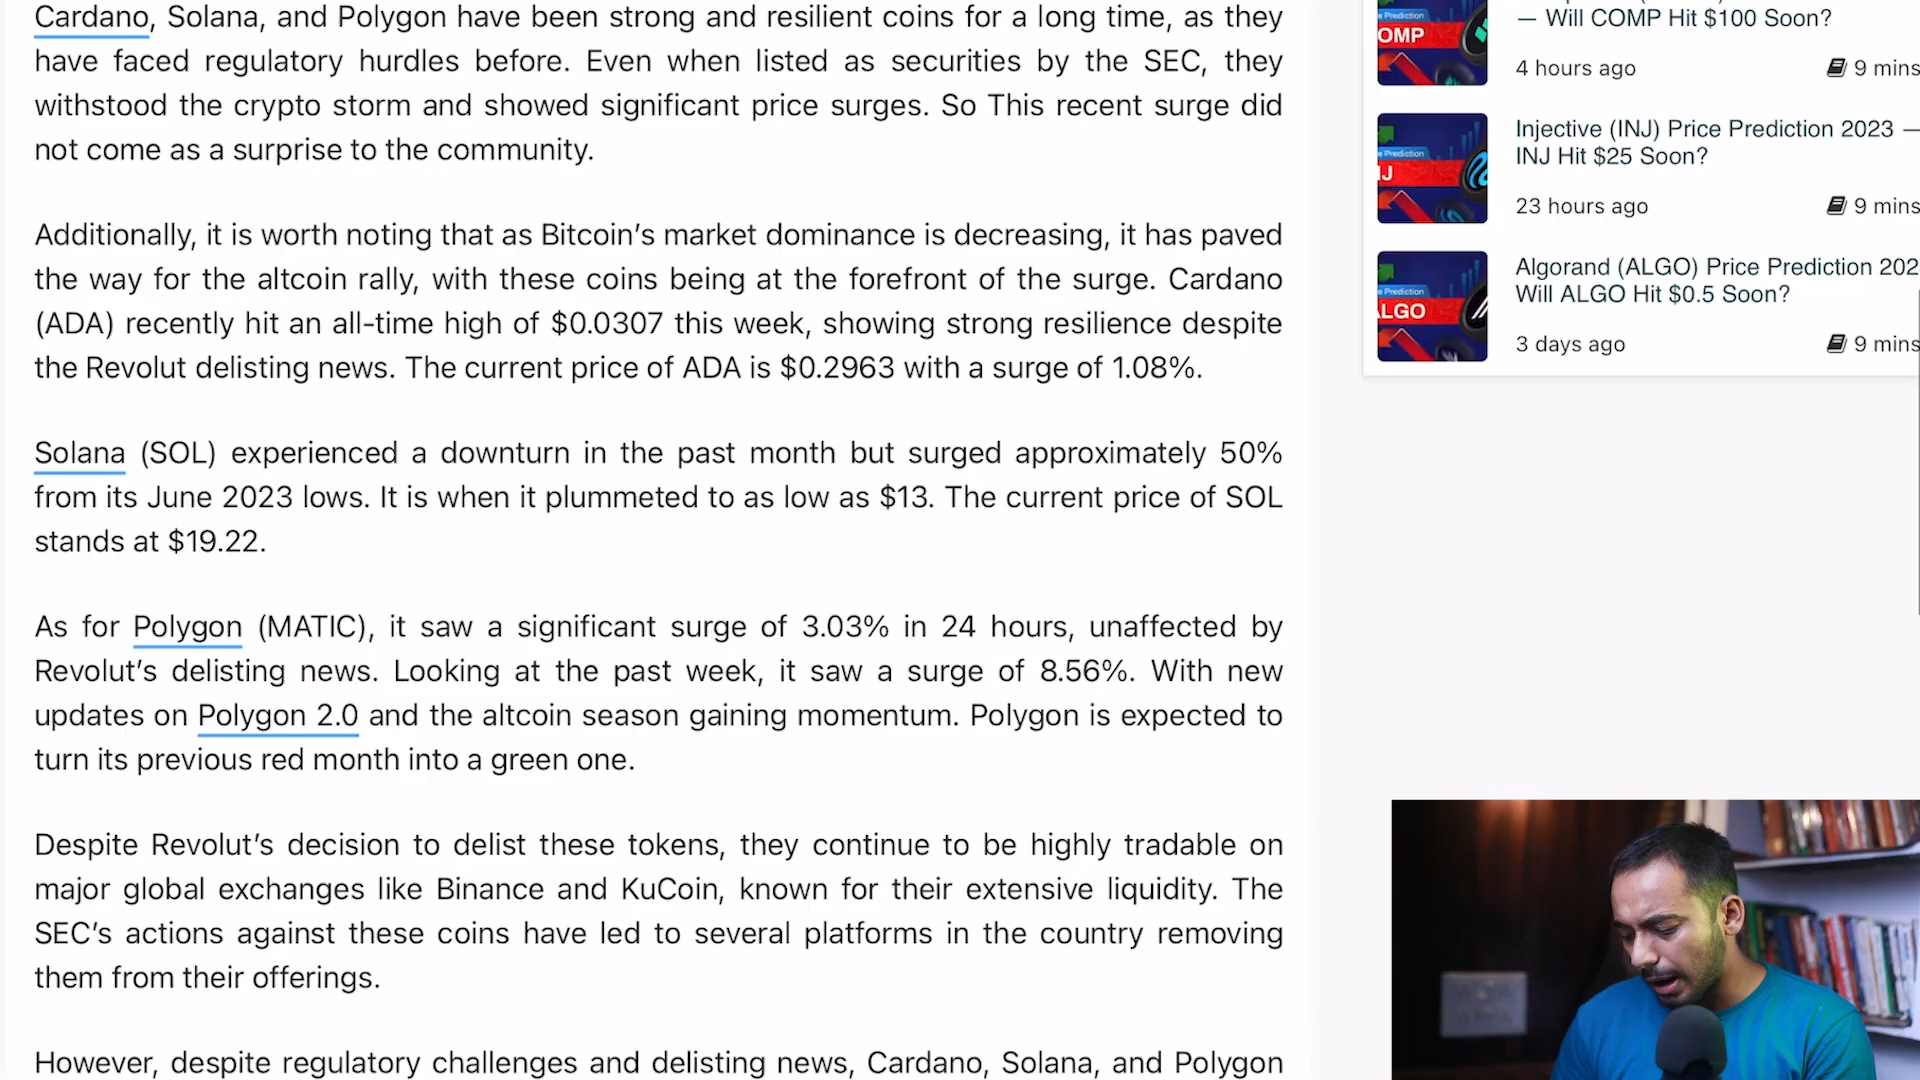 Cardano, Solana, and Polygon have been strong and resilient coins for a long time, as they
have faced regulatory hurdles before. Even when listed as securities by the SEC, they
withstood the crypto storm and showed significant price surges. So This recent surge did
not come as a surprise to the community.
Additionally, it is worth noting that as Bitcoin’s market dominance is decreasing, it has paved
the way for the altcoin rally, with these coins being at the forefront of the surge. Cardano
(ADA) recently hit an all-time high of $0.0307 this week, showing strong resilience despite
the Revolut delisting news. The current price of ADA is $0.2963 with a surge of 1.08%.
Solana (SOL) experienced a downturn in the past month but surged approximately 50%
from its June 2023 lows. It is when it plummeted to as low as $13. The current price of SOL
stands at $19.22.
As for Polygon (MATIC), it saw a significant surge of 3.03% in 24 hours, unaffected by
Revolut’s delisting news. Looking at the past week, it saw a surge of 8.56%. With new
updates on Polygon 2.0 and the altcoin season gaining momentum. Polygon is expected to
turn its previous red month into a green one.
Despite Revolut’s decision to delist these tokens, they continue to be highly tradable on
major global exchanges like Binance and KuCoin, known for their extensive liquidity. The
SEC’s actions against these coins have led to several platforms in the country removing
them from their offerings.
However, despite regulatory challenges and delisting news, Cardano, Solana, and Polygon
e Prediction
OMP
— Will COMP Hit $100 Soon?
4 hours ago
9 mins
e Prediction
IJ
Injective (INJ) Price Prediction 2023 —
INJ Hit $25 Soon?
23 hours ago
9 mins
e Prediction
ALGO
Algorand (ALGO) Price Prediction 202
Will ALGO Hit $0.5 Soon?
3 days ago
9 mins